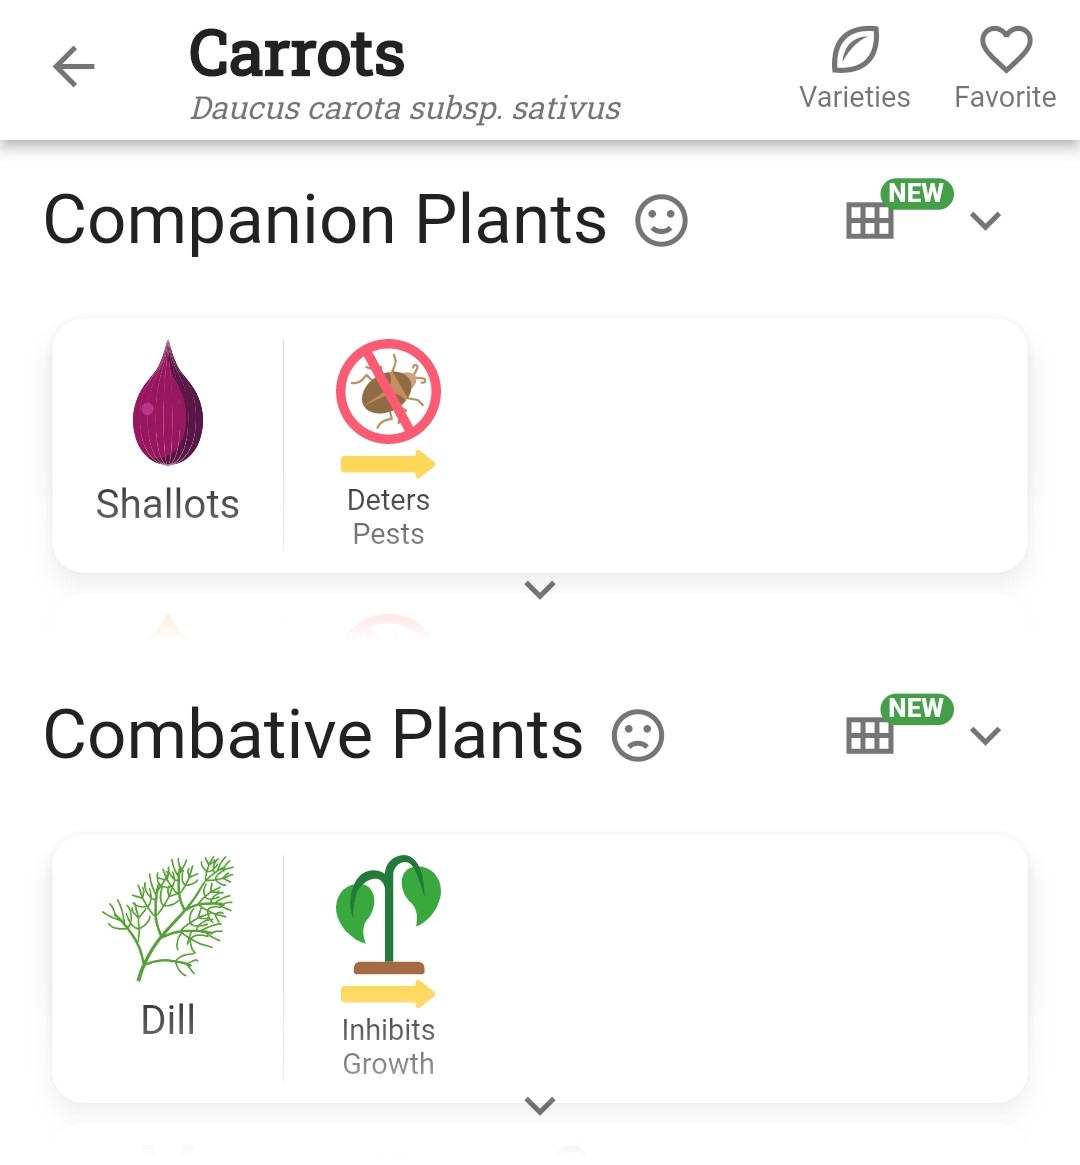 Carrots
Daucus carota subsp. sativus
Varieties
Favorite
Companion Plants
NEW
Shallots
Deters
Pests
Combative Plants
NEW
Dill
Inhibits
Growth